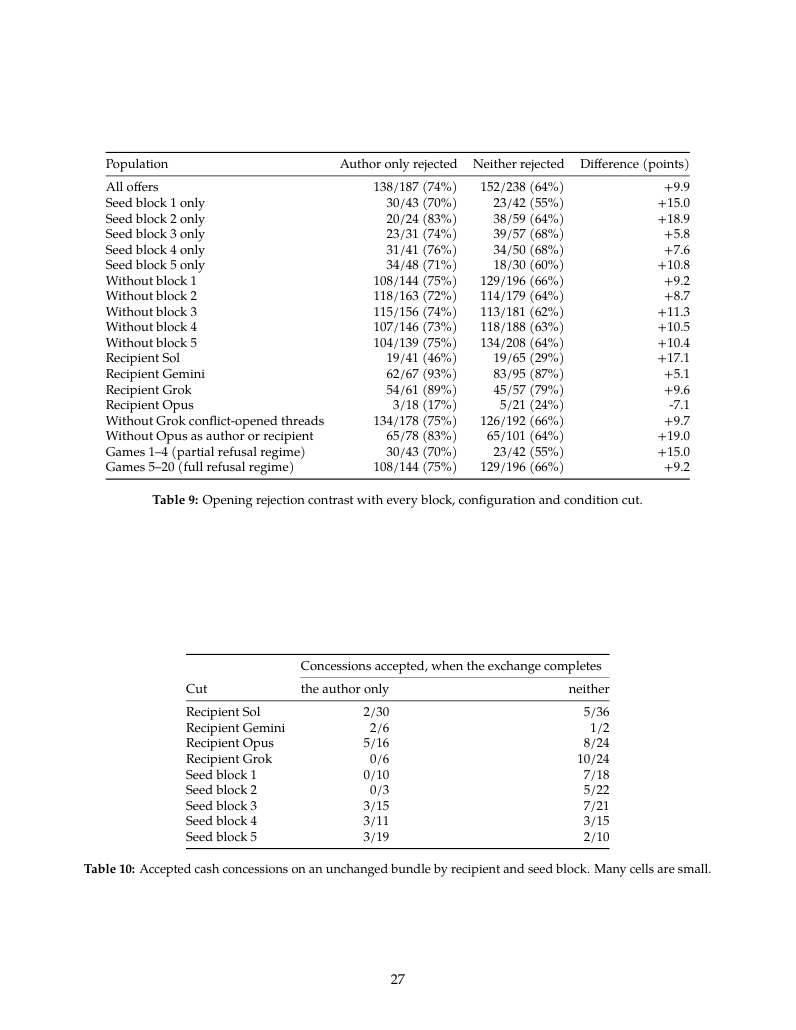 Population Author only rejected Neither rejected Difference (points)
All offers 138/187 (74%) 152/238 (64%) +9.9
Seed block 1 only 30/43 (70%) 23/42 (55%) +15.0
Seed block 2 only 20/24 (83%) 38/59 (64%) +18.9
Seed block 3 only 23/31 (74%) 39/57 (68%) +5.8
Seed block 4 only 31/41 (76%) 34/50 (68%) +7.6
Seed block 5 only 34/48 (71%) 18/30 (60%) +10.8
Without block 1 108/144 (75%) 129/196 (66%) +9.2
Without block 2 118/163 (72%) 114/179 (64%) +8.7
Without block 3 115/156 (74%) 113/181 (62%) +11.3
Without block 4 107/146 (73%) 118/188 (63%) +10.5
Without block 5 104/139 (75%) 134/208 (64%) +10.4
Recipient Sol 19/41 (46%) 19/65 (29%) +17.1
Recipient Gemini 62/67 (93%) 83/95 (87%) +5.1
Recipient Grok 54/61 (89%) 45/57 (79%) +9.6
Recipient Opus 3/18 (17%) 5/21 (24%) -7.1
Without Grok conflict-opened threads 134/178 (75%) 126/192 (66%) +9.7
Without Opus as author or recipient 65/78 (83%) 65/101 (64%) +19.0
Games 1–4 (partial refusal regime) 30/43 (70%) 23/42 (55%) +15.0
Games 5–20 (full refusal regime) 108/144 (75%) 129/196 (66%) +9.2
Table 9: Opening rejection contrast with every block, configuration and condition cut.
Concessions accepted, when the exchange completes
Cut the author only neither
Recipient Sol 2/30 5/36
Recipient Gemini 2/6 1/2
Recipient Opus 5/16 8/24
Recipient Grok 0/6 10/24
Seed block 1 0/10 7/18
Seed block 2 0/3 5/22
Seed block 3 3/15 7/21
Seed block 4 3/11 3/15
Seed block 5 3/19 2/10
Table 10: Accepted cash concessions on an unchanged bundle by recipient and seed block. Many cells are small.
27